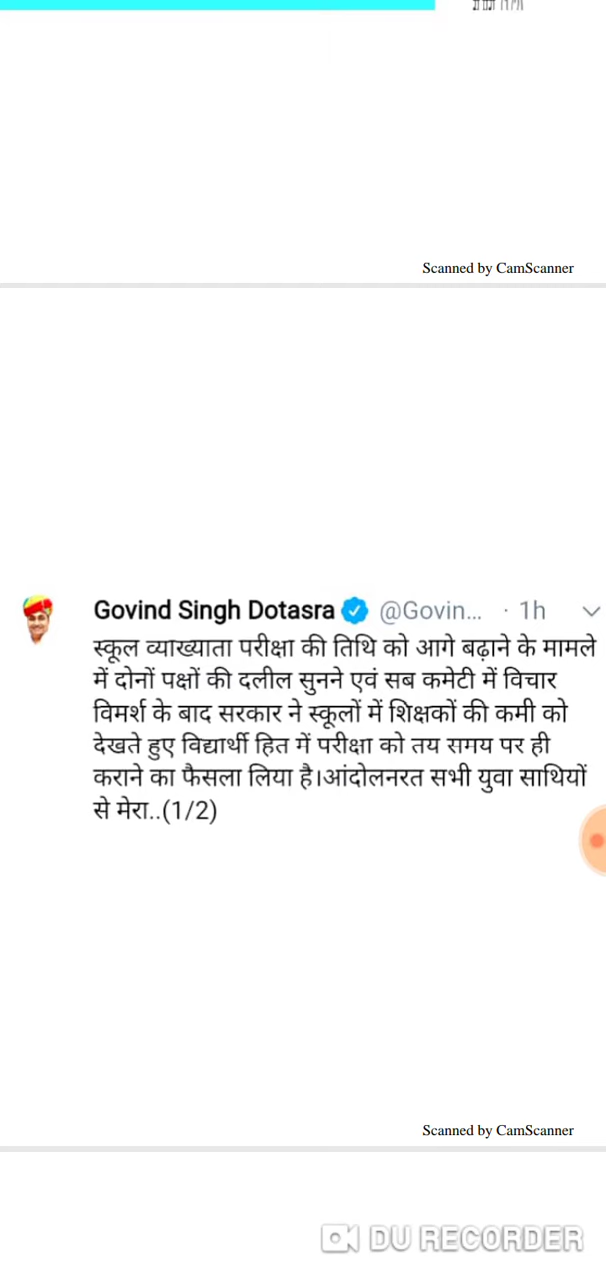 Scanned by CamScanner
Govind Singh Dotasra @Govin... · 1h
स्कूल व्याख्याता परीक्षा की तिथि को आगे बढ़ाने के मामले
में दोनों पक्षों की दलील सुनने एवं सब कमेटी में विचार
विमर्श के बाद सरकार ने स्कूलों में शिक्षकों की कमी को
देखते हुए विद्यार्थी हित में परीक्षा को तय समय पर ही
कराने का फैसला लिया है।आंदोलनरत सभी युवा साथियों
से मेरा..(1/2)
Scanned by CamScanner
DU RECORDER